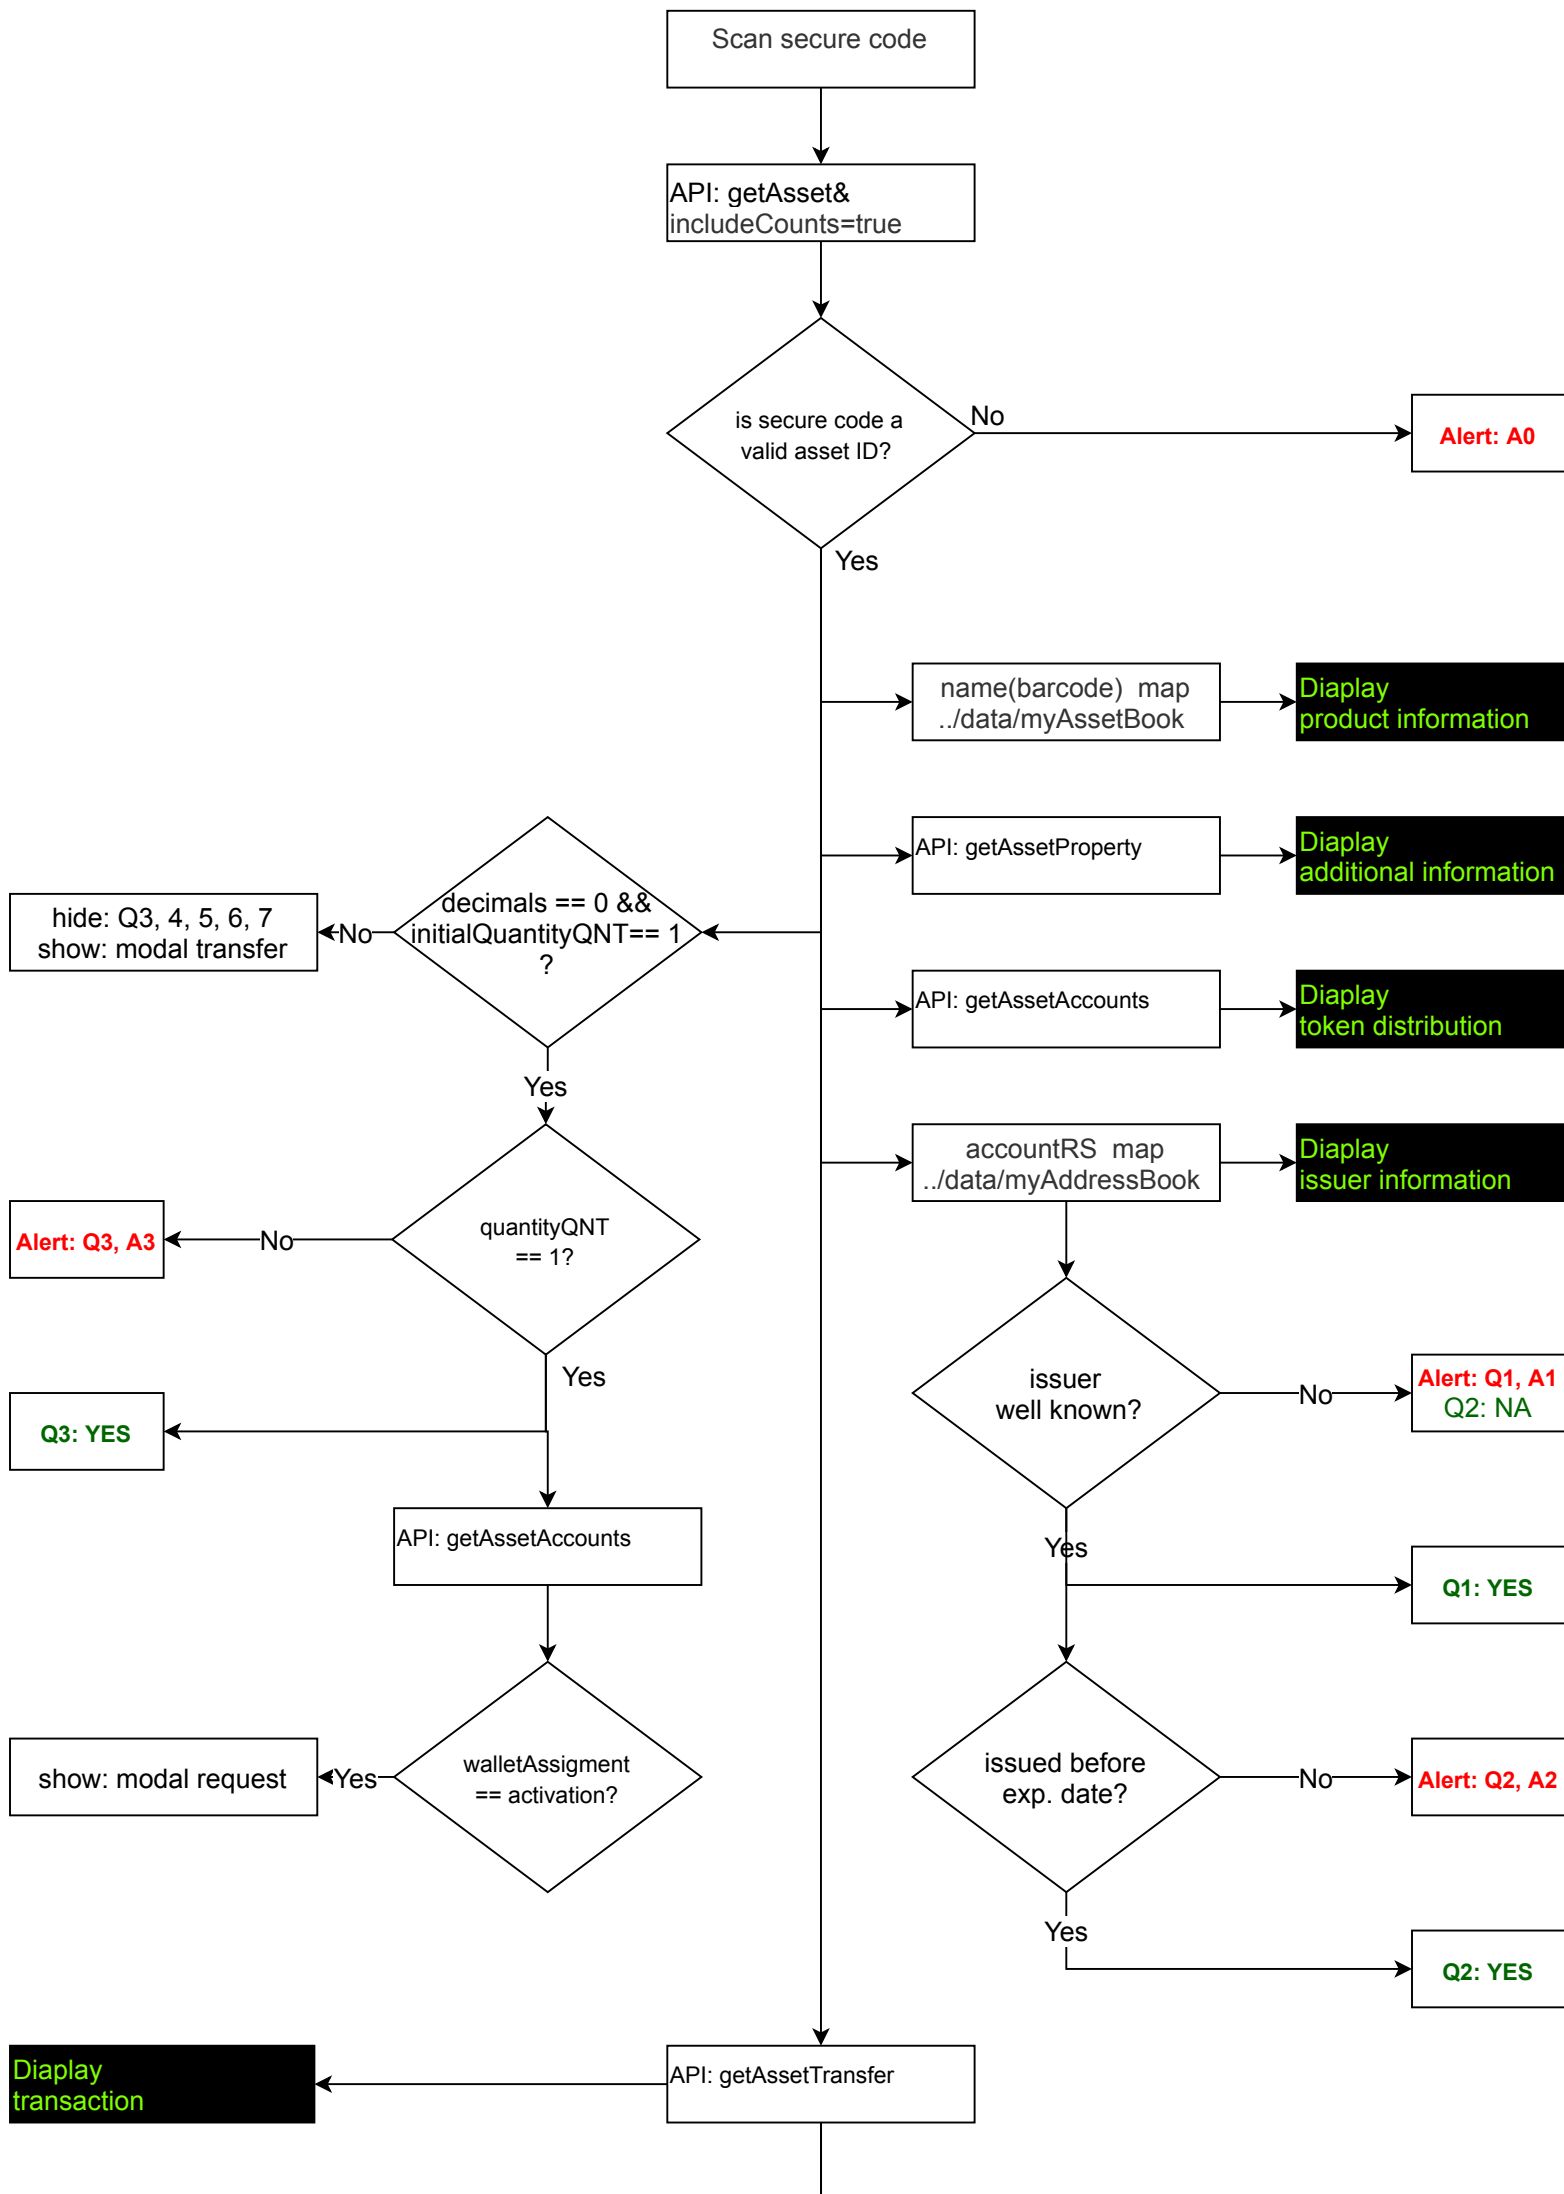 Scan secure code
API: getAsset&
includeCounts=true
is secure code a
valid asset ID?
No
Alert: A0
Yes
name(barcode)  map
../data/myAssetBook
Diaplay
product information
API: getAssetProperty
Diaplay
additional information
decimals == 0 &&
initialQuantityQNT== 1
?
No
hide: Q3, 4, 5, 6, 7
show: modal transfer
API: getAssetAccounts
Diaplay
token distribution
Yes
accountRS  map
../data/myAddressBook
Diaplay
issuer information
quantityQNT
== 1?
No
Alert: Q3, A3
Yes
Q3: YES
issuer
well known?
No
Alert: Q1, A1
Q2: NA
API: getAssetAccounts
Yes
Q1: YES
walletAssigment
== activation?
Yes
show: modal request
issued before
exp. date?
No
Alert: Q2, A2
Yes
Q2: YES
API: getAssetTransfer
Diaplay
transaction